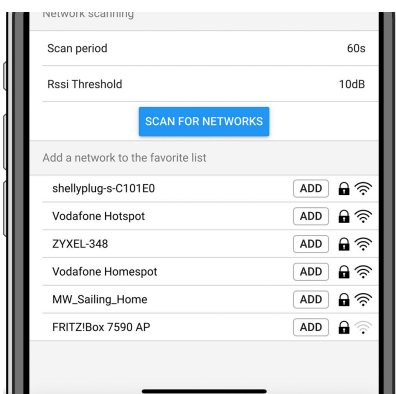 Network scanning
Scan period 60s
Rssi Threshold 10dB
SCAN FOR NETWORKS
Add a network to the favorite list
shellyplug-s-C101E0 ADD
Vodafone Hotspot ADD
ZYXEL-348 ADD
Vodafone Homespot ADD
MW_Sailing_Home ADD
FRITZ!Box 7590 AP ADD